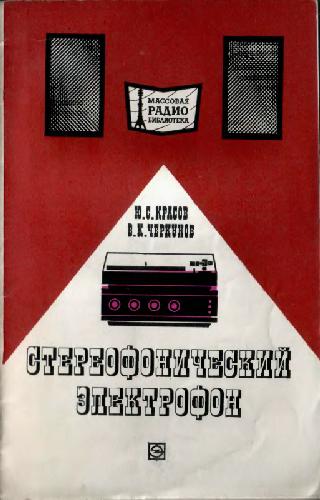 МАССОВАЯ
РАДИО
БИБЛИОТЕКА
Ю.С. КРАСОВ
В.К. ЧЕРКУНОВ
СТЕРЕОФОНИЧЕСКИЙ
ЭЛЕКТРОФОН